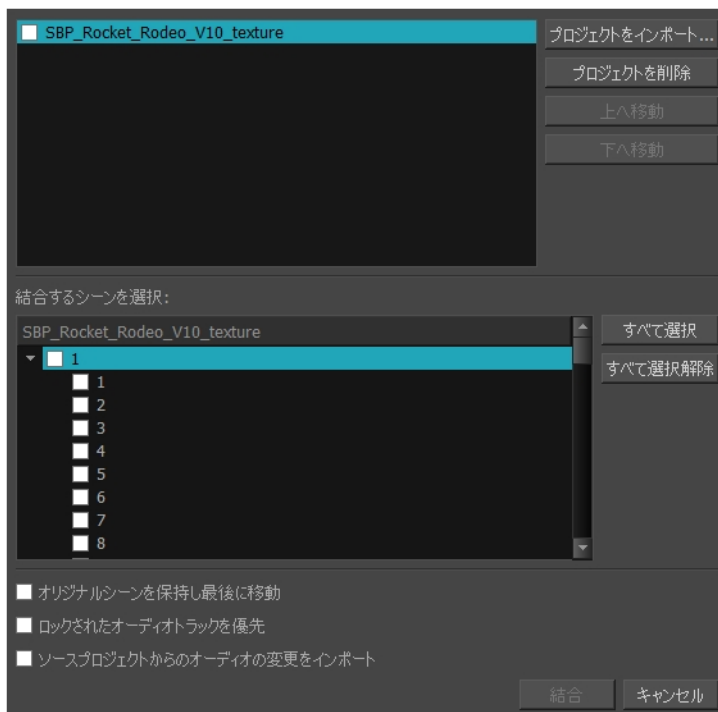 SBP_Rocket_Rodeo_V10_texture
プロジェクトをインポート...
プロジェクトを削除
上へ移動
下へ移動
結合するシーンを選択:
SBP_Rocket_Rodeo_V10_texture
すべて選択
すべて選択解除
1
1
2
3
4
5
6
7
8
オリジナルシーンを保持し最後に移動
ロックされたオーディオトラックを優先
ソースプロジェクトからのオーディオの変更をインポート
結合
キャンセル